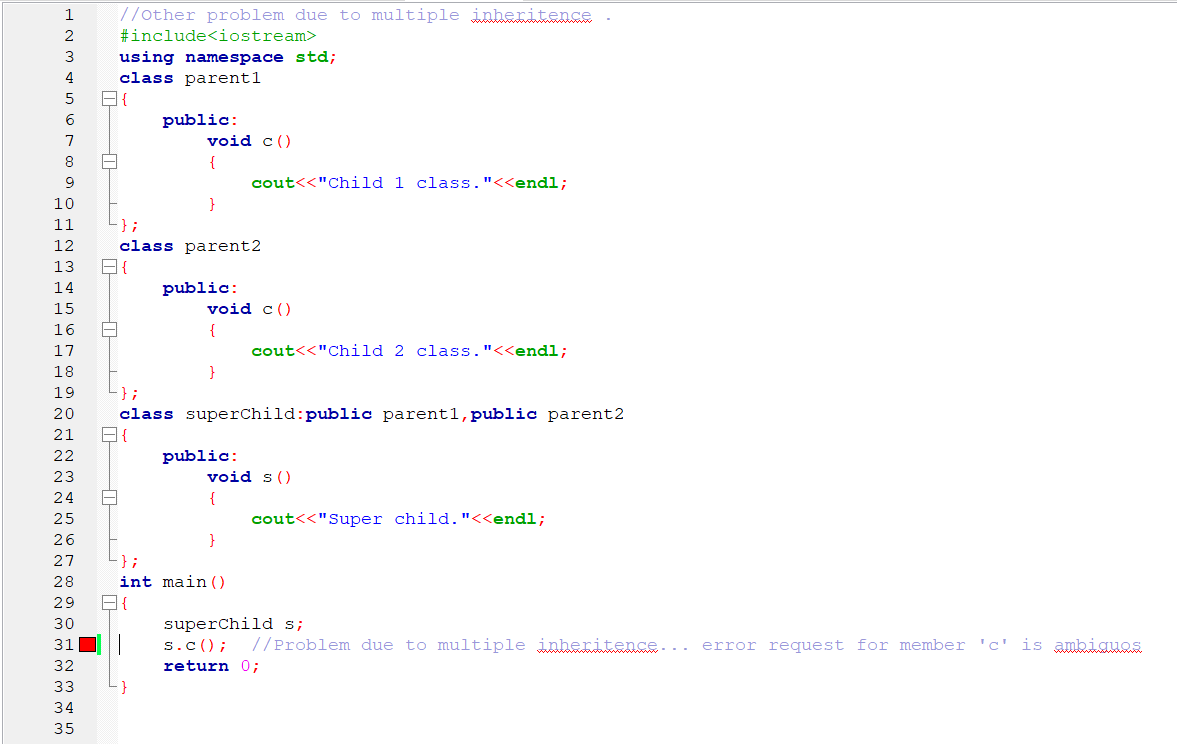 1 //Other problem due to multiple inheritence .
2 #include<iostream>
3 using namespace std;
4 class parent1
5 {
6     public:
7         void c()
8         {
9             cout<<"Child 1 class."<<endl;
10         }
11 };
12 class parent2
13 {
14     public:
15         void c()
16         {
17             cout<<"Child 2 class."<<endl;
18         }
19 };
20 class superChild:public parent1,public parent2
21 {
22     public:
23         void s()
24         {
25             cout<<"Super child."<<endl;
26         }
27 };
28 int main()
29 {
30     superChild s;
31     s.c();  //Problem due to multiple inheritence... error request for member 'c' is ambiguos
32     return 0;
33 }
34
35